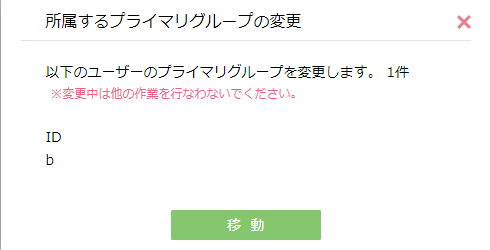 所属するプライマリグループの変更
以下のユーザーのプライマリグループを変更します。 1件
※変更中は他の作業を行なわないでください。
ID
b
移 動